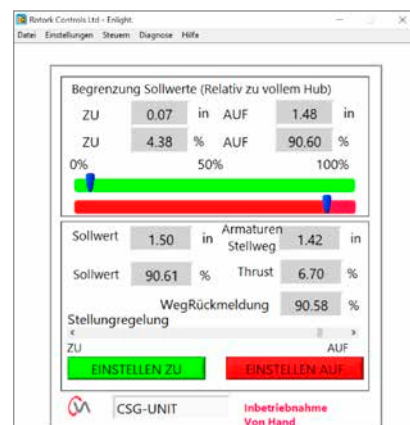 Rotork Controls Ltd - Enlight.
Datei Einstellungen Steuern Diagnose Hilfe
Begrenzung Sollwerte (Relativ zu vollem Hub)
ZU 0.07 in AUF 1.48 in
ZU 4.38 % AUF 90.60 %
0% 50% 100%
Sollwert 1.50 in Armaturen Stellweg 1.42 in
Sollwert 90.61 % Thrust 6.70 %
WegRückmeldung 90.58 %
Stellungregelung
ZU AUF
EINSTELLEN ZU EINSTELLEN AUF
CSG-UNIT Inbetriebnahme
Von Hand